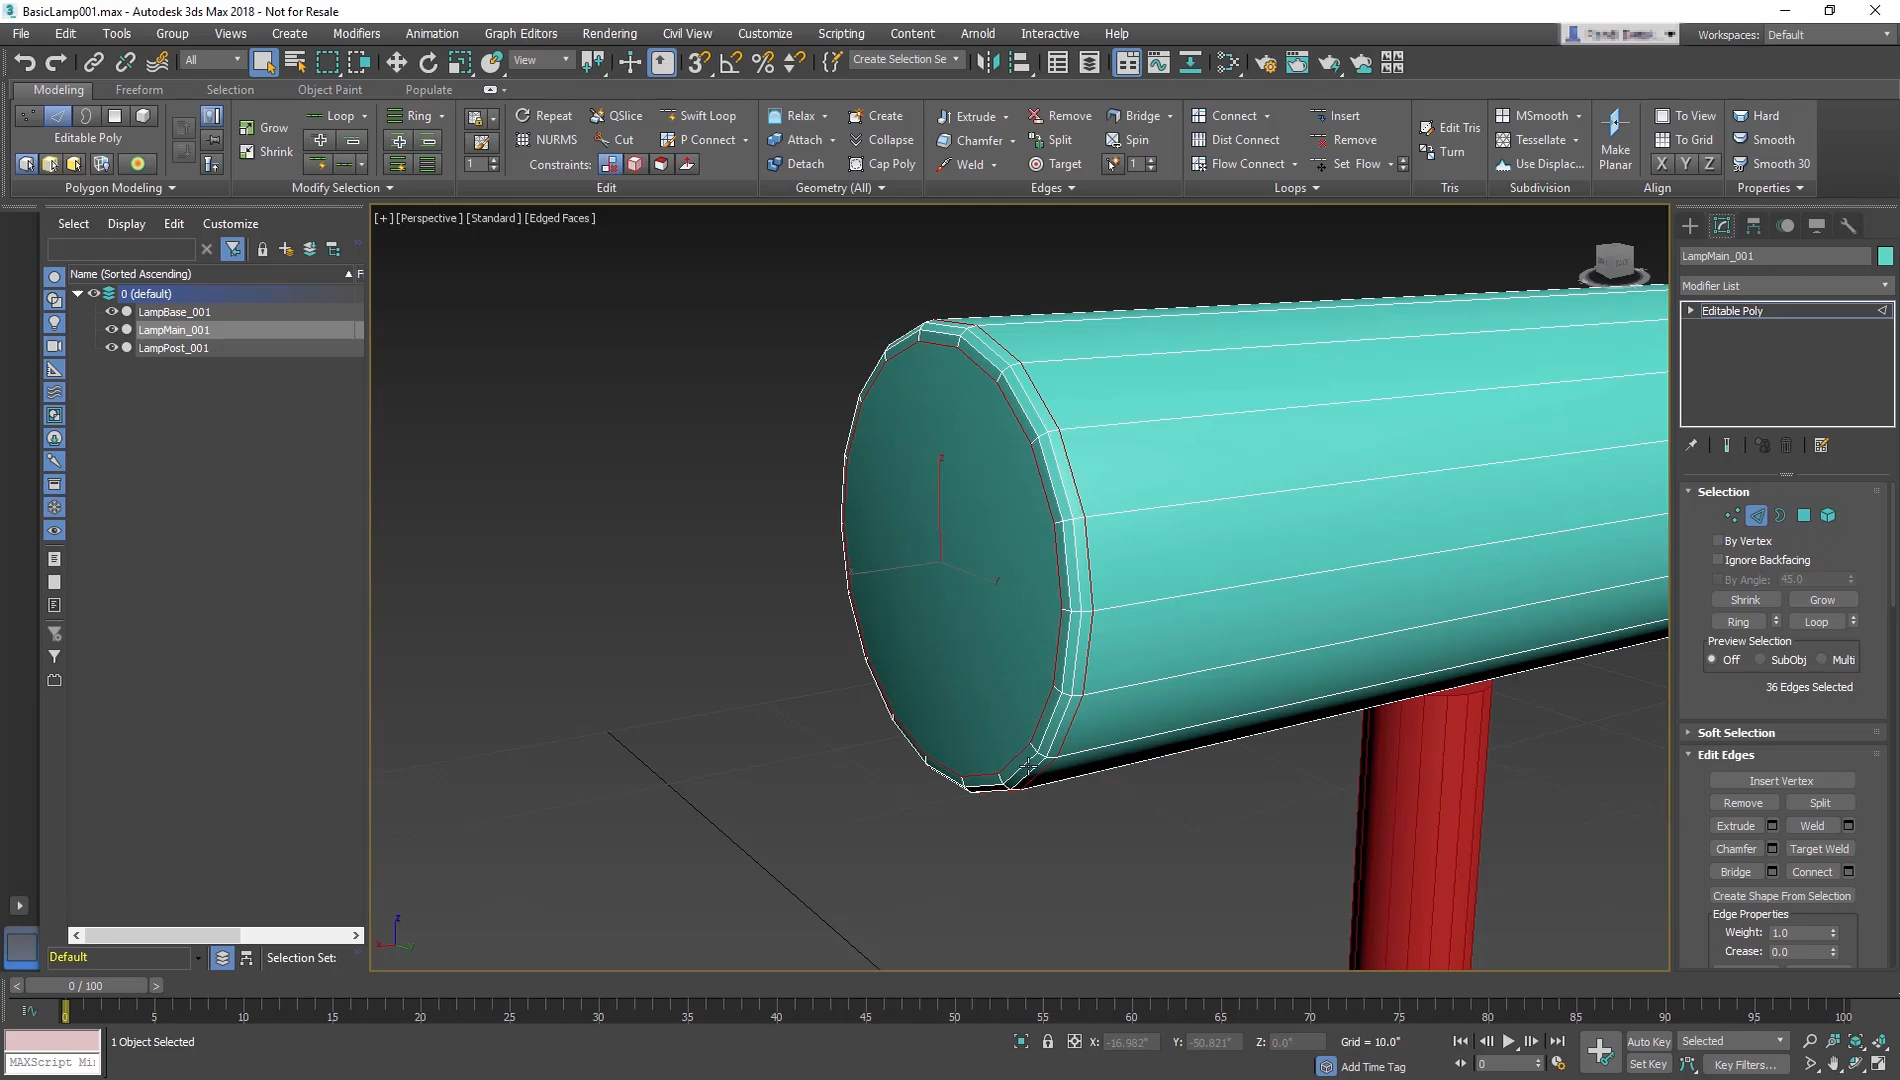 BasicLamp001.max - Autodesk 3ds Max 2018 - Not for Resale
File Edit Tools Group Views Create Modifiers Animation Graph Editors Rendering Civil View Customize Scripting Content Arnold Interactive Help
Workspaces: Default
All View Create Selection Se
Modeling Freeform Selection Object Paint Populate
Loop Ring Repeat QSlice Swift Loop Relax Create Extrude Remove Bridge Connect Insert To View Hard
MSmooth
Edit Tris
Grow
Editable Poly NURMS Cut P Connect Attach Collapse Chamfer Split Spin Dist Connect Remove Tessellate To Grid Smooth
Shrink
Turn
Make
Planar
1 Constraints: Detach Cap Poly Weld Target 1 Flow Connect Set Flow Use Displac... X Y Z Smooth 30
Polygon Modeling Modify Selection Edit Geometry (All) Edges Loops Tris Subdivision Align Properties
Select Display Edit Customize
Name (Sorted Ascending) F
0 (default)
LampBase_001
LampMain_001
LampPost_001
[+] [Perspective] [Standard] [Edged Faces]
z
Y
z
x
Y
LampMain_001
Modifier List
Editable Poly
Selection
By Vertex
Ignore Backfacing
By Angle: 45.0
Shrink Grow
Ring Loop
Preview Selection
Off SubObj Multi
36 Edges Selected
Soft Selection
Edit Edges
Insert Vertex
Remove Split
Extrude Weld
Chamfer Target Weld
Bridge Connect
Create Shape From Selection
Edge Properties
Weight: 1.0
Crease: 0.0
Default Selection Set:
< 0 / 100 >
0 5 10 15 20 25 30 35 40 45 50 55 60 65 70 75 80 85 90 95 100
1 Object Selected
X: -16.982" Y: -50.821" Z: 0.0" Grid = 10.0"
Add Time Tag
0
Auto Key Selected
Set Key Key Filters...
MAXScript Mi